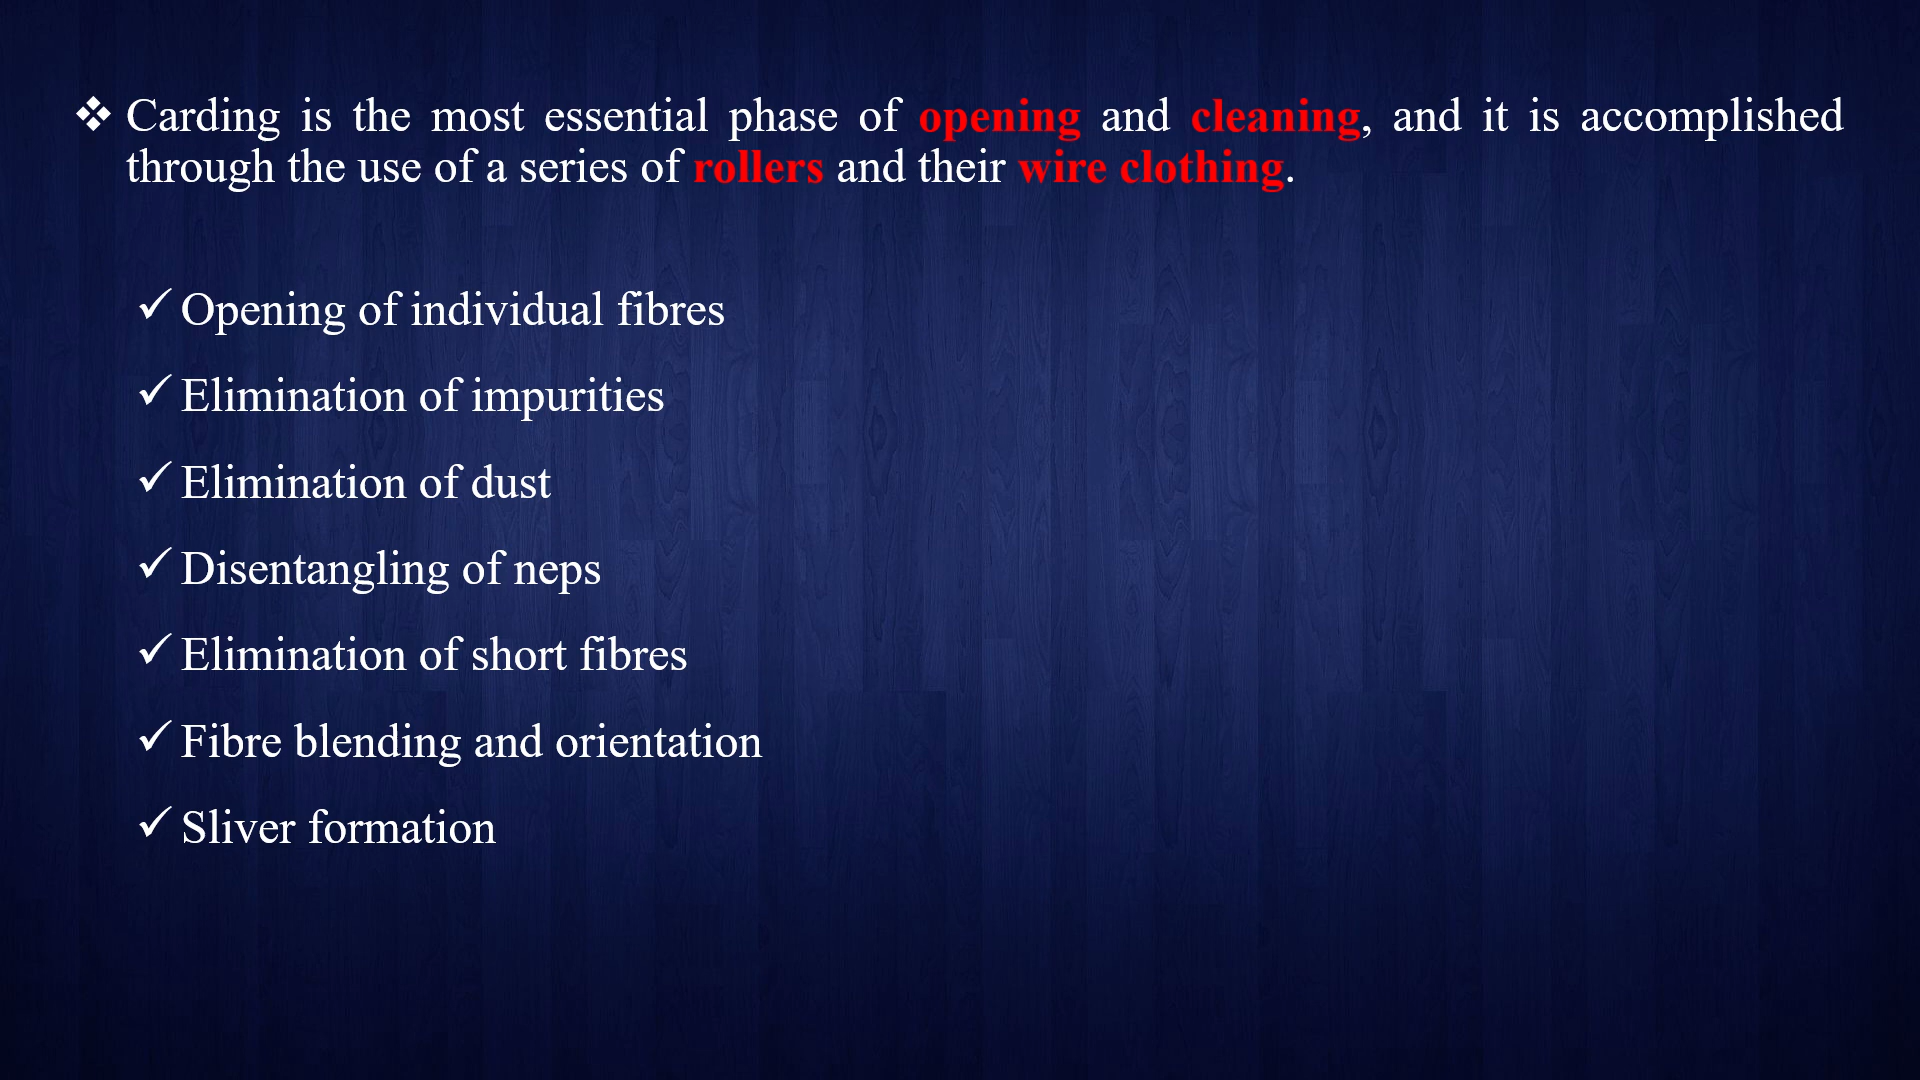 ❖ Carding is the most essential phase of opening and cleaning, and it is accomplished
through the use of a series of rollers and their wire clothing.
✓ Opening of individual fibres
✓ Elimination of impurities
✓ Elimination of dust
✓ Disentangling of neps
✓ Elimination of short fibres
✓ Fibre blending and orientation
✓ Sliver formation